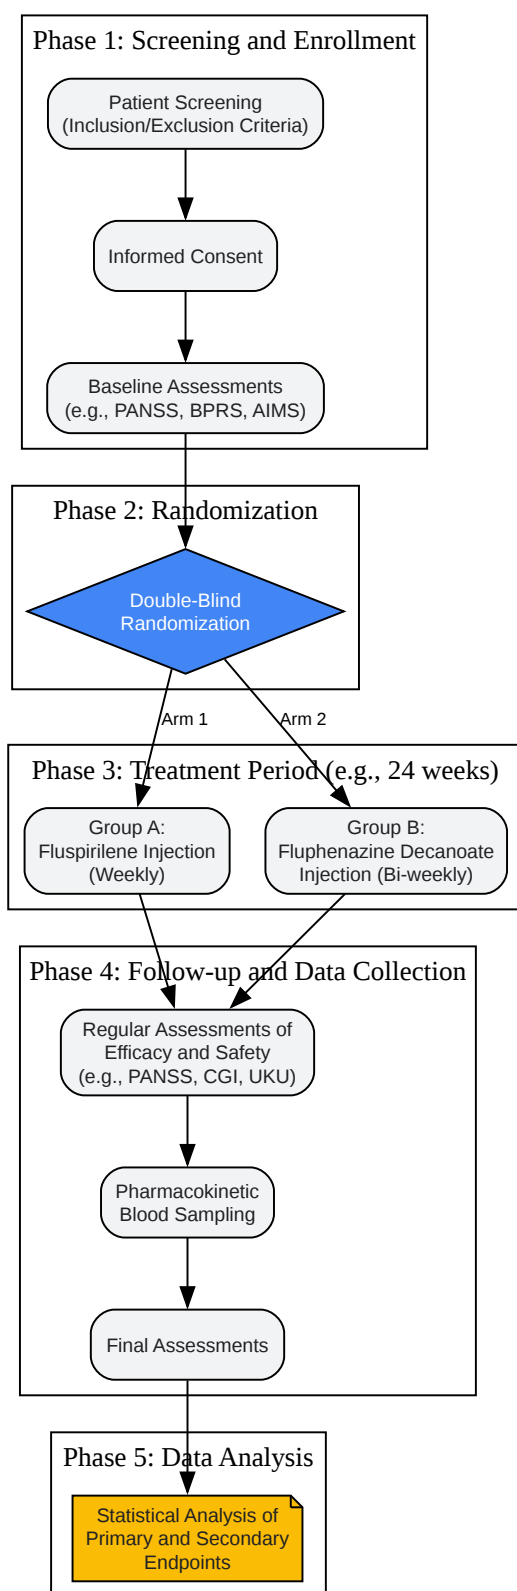 Phase 1: Screening and Enrollment
Patient Screening
(Inclusion/Exclusion Criteria)
Informed Consent
Baseline Assessments
(e.g., PANSS, BPRS, AIMS)
Phase 2: Randomization
Double-Blind
Randomization
Arm 1
Arm 2
Phase 3: Treatment Period (e.g., 24 weeks)
Group A:
Fluspirilene Injection
(Weekly)
Group B:
Fluphenazine Decanoate
Injection (Bi-weekly)
Phase 4: Follow-up and Data Collection
Regular Assessments of
Efficacy and Safety
(e.g., PANSS, CGI, UKU)
Pharmacokinetic
Blood Sampling
Final Assessments
Phase 5: Data Analysis
Statistical Analysis of
Primary and Secondary
Endpoints